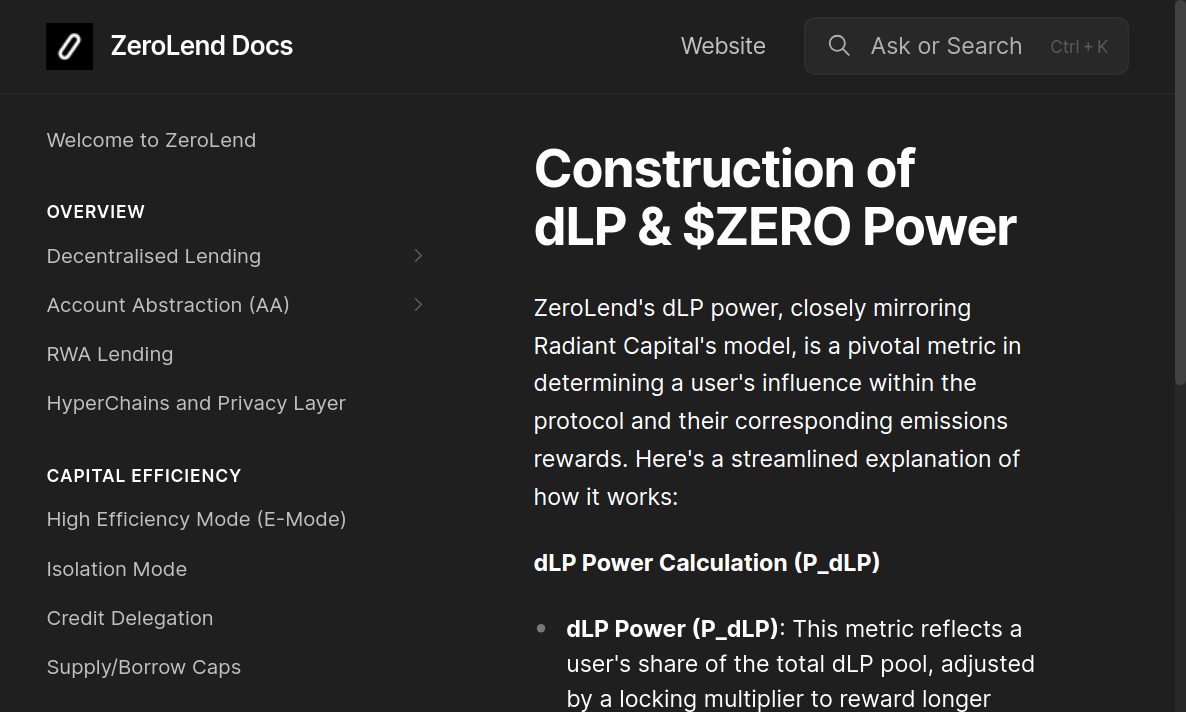 ZeroLend Docs
Website
Ask or Search
Ctrl + K
Welcome to ZeroLend
OVERVIEW
Decentralised Lending
Account Abstraction (AA)
RWA Lending
HyperChains and Privacy Layer
CAPITAL EFFICIENCY
High Efficiency Mode (E-Mode)
Isolation Mode
Credit Delegation
Supply/Borrow Caps
Construction of
dLP & $ZERO Power
ZeroLend's dLP power, closely mirroring
Radiant Capital's model, is a pivotal metric in
determining a user's influence within the
protocol and their corresponding emissions
rewards. Here's a streamlined explanation of
how it works:
dLP Power Calculation (P_dLP)
dLP Power (P_dLP): This metric reflects a
user's share of the total dLP pool, adjusted
by a locking multiplier to reward longer